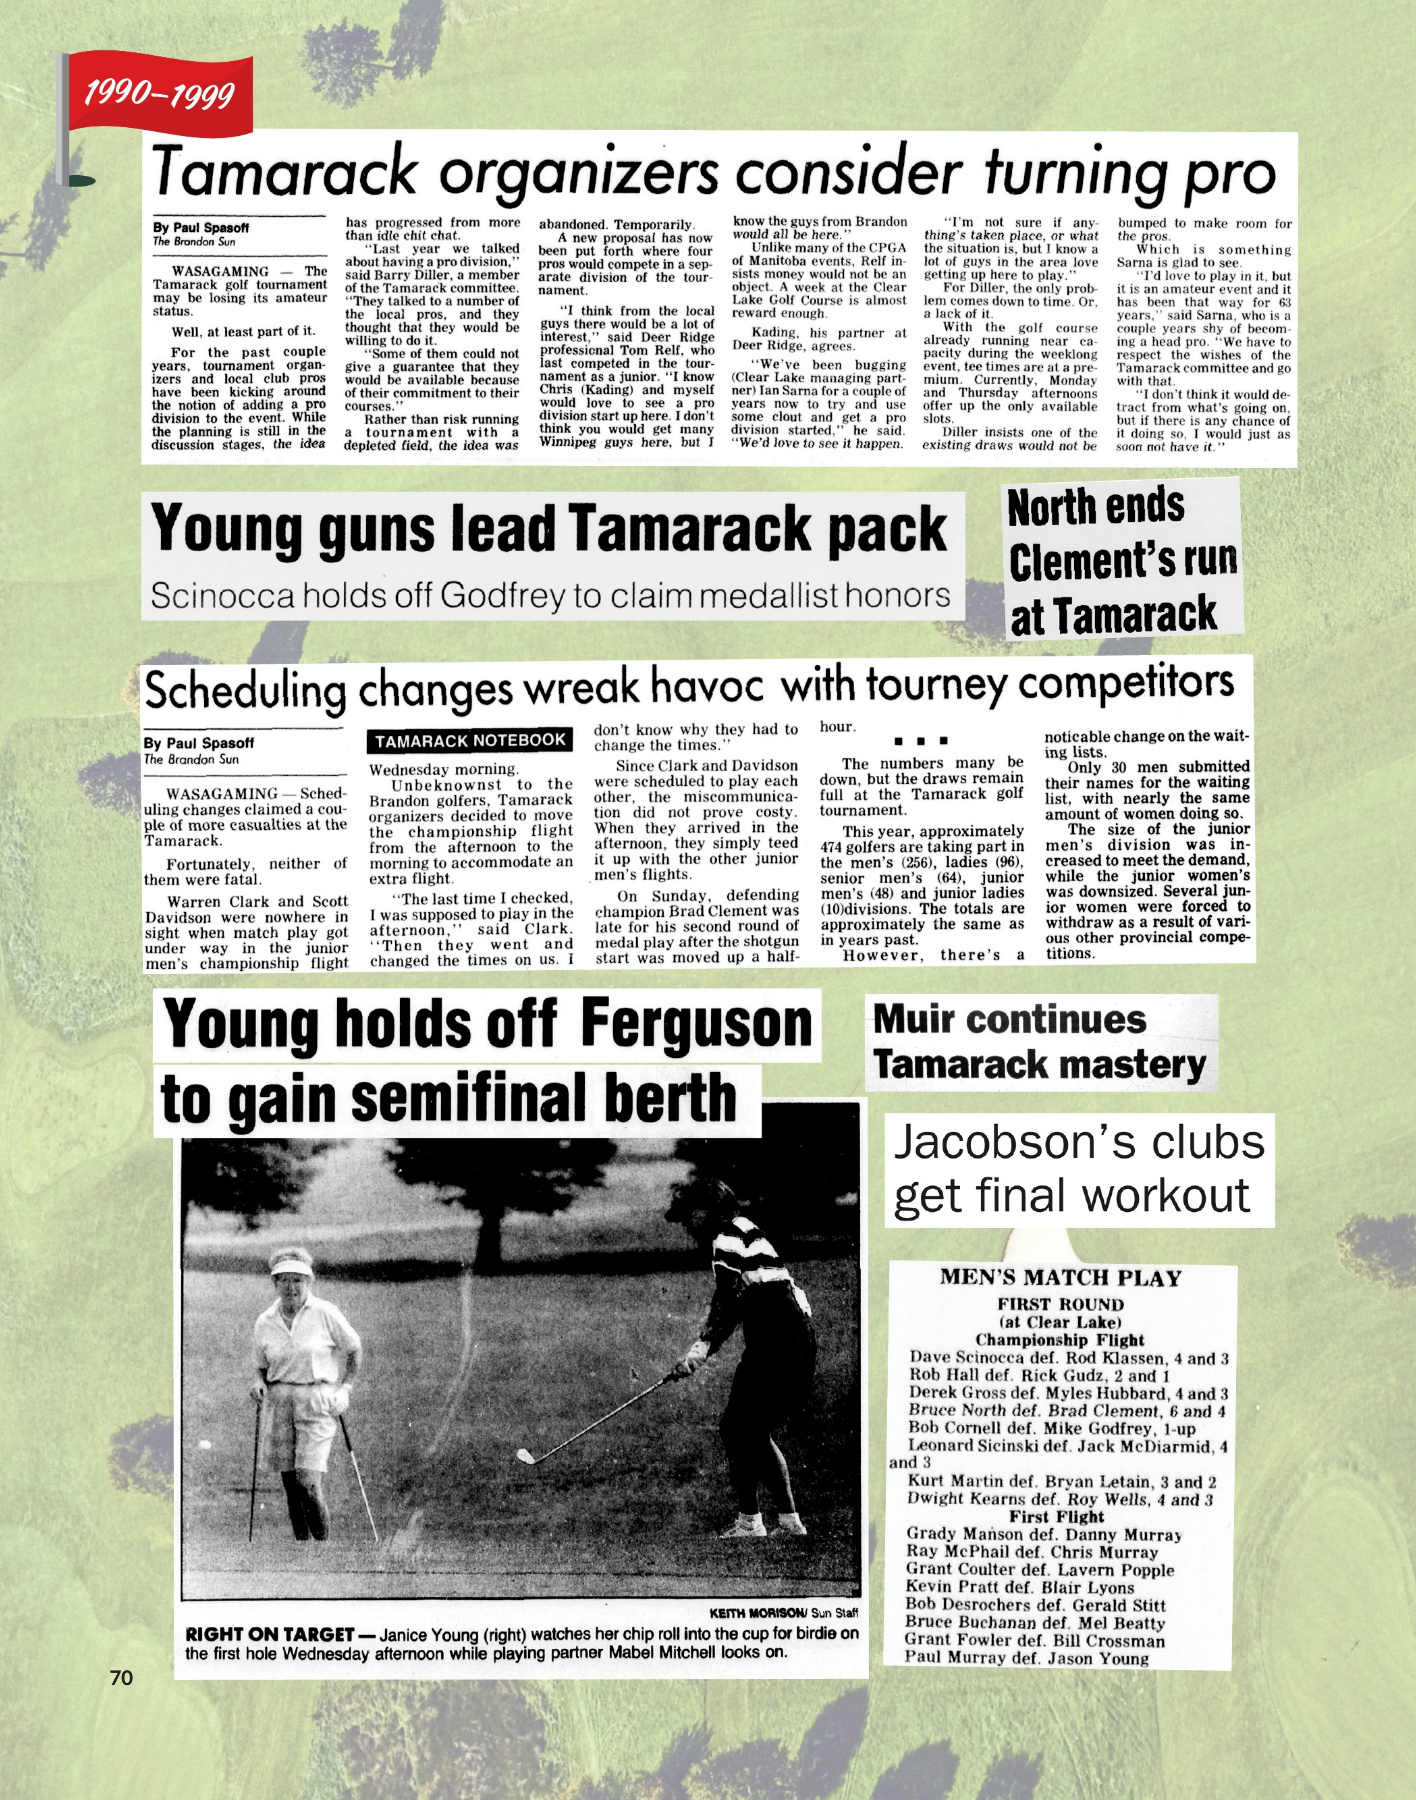 1990–1999
Tamarack organizers consider turning pro
By Paul Spasoff
The Brandon Sun
WASAGAMING — The
Tamarack golf tournament
may be losing its amateur
status.
Well, at least part of it.
For the past couple
years, tournament organ-
izers and local club pros
have been kicking around
the notion of adding a pro
division to the event. While
the planning is still in the
discussion stages, the idea
has progressed from more
than idle chit chat.
"Last year we talked
about having a pro division,"
said Barry Diller, a member
of the Tamarack committee.
"They talked to a number of
the local pros, and they
thought that they would be
willing to do it.
"Some of them could not
give a guarantee that they
would be available because
of their commitment to their
courses."
Rather than risk running
a tournament with a
depleted field, the idea was
abandoned. Temporarily.
A new proposal has now
been put forth where four
pros would compete in a sep-
arate division of the tour-
nament.
"I think from the local
guys there would be a lot of
interest," said Deer Ridge
professional Tom Relf, who
last competed in the tour-
nament as a junior. "I know
Chris (Kading) and myself
would love to see a pro
division start up here. I don't
think you would get many
Winnipeg guys here, but I
know the guys from Brandon
would all be here."
Unlike many of the CPGA
of Manitoba events, Relf in-
sists money would not be an
object. A week at the Clear
Lake Golf Course is almost
reward enough.
Kading, his partner at
Deer Ridge, agrees.
"We've been bugging
(Clear Lake managing part-
ner) Ian Sarna for a couple of
years now to try and use
some clout and get a pro
division started," he said.
"We'd love to see it happen.
"I'm not sure if any-
thing's taken place, or what
the situation is, but I know a
lot of guys in the area love
getting up here to play."
For Diller, the only prob-
lem comes down to time. Or,
a lack of it.
With the golf course
already running near ca-
pacity during the weeklong
event, tee times are at a pre-
mium. Currently, Monday
and Thursday afternoons
offer up the only available
slots.
Diller insists one of the
existing draws would not be
bumped to make room for
the pros.
Which is something
Sarna is glad to see.
"I'd love to play in it, but
it is an amateur event and it
has been that way for 63
years," said Sarna, who is a
couple years shy of becom-
ing a head pro. "We have to
respect the wishes of the
Tamarack committee and go
with that.
"I don't think it would de-
tract from what's going on,
but if there is any chance of
it doing so, I would just as
soon not have it."
Young guns lead Tamarack pack
Scinocca holds off Godfrey to claim medallist honors
North ends
Clement's run
at Tamarack
Scheduling changes wreak havoc with tourney competitors
By Paul Spasoff
The Brandon Sun
WASAGAMING — Sched-
uling changes claimed a cou-
ple of more casualties at the
Tamarack.
Fortunately, neither of
them were fatal.
Warren Clark and Scott
Davidson were nowhere in
sight when match play got
under way in the junior
men's championship flight
TAMARACK NOTEBOOK
Wednesday morning.
Unbeknownst to the
Brandon golfers, Tamarack
organizers decided to move
the championship flight
from the afternoon to the
morning to accommodate an
extra flight.
"The last time I checked,
I was supposed to play in the
afternoon," said Clark.
"Then they went and
changed the times on us. I
don't know why they had to
change the times."
Since Clark and Davidson
were scheduled to play each
other, the miscommunica-
tion did not prove costy.
When they arrived in the
afternoon, they simply teed
it up with the other junior
men's flights.
On Sunday, defending
champion Brad Clement was
late for his second round of
medal play after the shotgun
start was moved up a half-
hour.
The numbers many be
down, but the draws remain
full at the Tamarack golf
tournament.
This year, approximately
474 golfers are taking part in
the men's (256), ladies (96),
senior men's (64), junior
men's (48) and junior ladies
(10)divisions. The totals are
approximately the same as
in years past.
However, there's a
noticable change on the wait-
ing lists.
Only 30 men submitted
their names for the waiting
list, with nearly the same
amount of women doing so.
The size of the junior
men's division was in-
creased to meet the demand,
while the junior women's
was downsized. Several jun-
ior women were forced to
withdraw as a result of vari-
ous other provincial compe-
titions.
Young holds off Ferguson
to gain semifinal berth
Muir continues
Tamarack mastery
Jacobson's clubs
get final workout
KEITH MORISON/ Sun Staff
RIGHT ON TARGET — Janice Young (right) watches her chip roll into the cup for birdie on
the first hole Wednesday afternoon while playing partner Mabel Mitchell looks on.
MEN'S MATCH PLAY
FIRST ROUND
(at Clear Lake)
Championship Flight
Dave Scinocca def. Rod Klassen, 4 and 3
Rob Hall def. Rick Gudz, 2 and 1
Derek Gross def. Myles Hubbard, 4 and 3
Bruce North def. Brad Clement, 6 and 4
Bob Cornell def. Mike Godfrey, 1-up
Leonard Sicinski def. Jack McDiarmid, 4
and 3
Kurt Martin def. Bryan Letain, 3 and 2
Dwight Kearns def. Roy Wells, 4 and 3
First Flight
Grady Manson def. Danny Murray
Ray McPhail def. Chris Murray
Grant Coulter def. Lavern Popple
Kevin Pratt def. Blair Lyons
Bob Desrochers def. Gerald Stitt
Bruce Buchanan def. Mel Beatty
Grant Fowler def. Bill Crossman
Paul Murray def. Jason Young
70